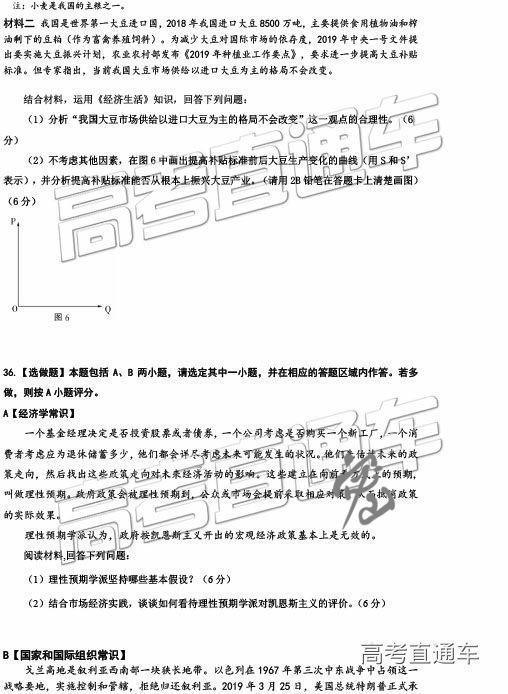 注：小麦是我国的主粮之一。
材料二 我国是世界第一大豆进口国，2018年我国进口大豆8500万吨，主要提供食用植物油和榨
油剩下的豆粕（作为畜禽养殖饲料）。为减少大豆对国际市场的依存度，2019年中央一号文件提
出要实施大豆振兴计划，农业农村部发布《2019年种植业工作要点》，要求进一步提高大豆补贴
标准。但专家指出，当前我国大豆市场供给以进口大豆为主的格局不会改变。
结合材料，运用《经济生活》知识，回答下列问题：
（1）分析“我国大豆市场供给以进口大豆为主的格局不会改变”这一观点的合理性。（6
分）
（2）不考虑其他因素，在图6中画出提高补贴标准前后大豆生产变化的曲线（用S和S’
表示），并分析提高补贴标准能否从根本上振兴大豆产业。（请用2B铅笔在答题卡上清楚画图）
（6分）
P
O
Q
图6
36.【选做题】本题包括 A、B 两小题，请选定其中一小题，并在相应的答题区域内作答。若多
做，则按A小题评分。
A【经济学常识】
一个基金经理决定是否投资股票或者债券，一个公司考虑是否购买一个新工厂，一个消
费者考虑应为退休储蓄多少，他们都会详尽考虑未来可能发生的状况。他们先估计未来的政
策走向，然后找出这些政策走向对未来经济活动的影响。这些建立在向前 的预期，
叫做理性预期。政府政策会被理性预期到，公众或市场会提前采取相应对策，从而抵消政策
的实际效果。
理性预期学派认为，政府按凯恩斯主义开出的宏观经济政策基本上是无效的。
阅读材料,回答下列问题：
（1）理性预期学派坚持哪些基本假设？（6分）
（2）结合市场经济实践，谈谈如何看待理性预期学派对凯恩斯主义的评价。（6分）
B【国家和国际组织常识】
戈兰高地是叙利亚西南部一块狭长地带。以色列在1967年第三次中东战争中占领这一
战略要地，实施控制和管辖，拒绝归还叙利亚。2019年3月25日，美国总统特朗普正式承
高考直通车
高考直通车
高考直通车